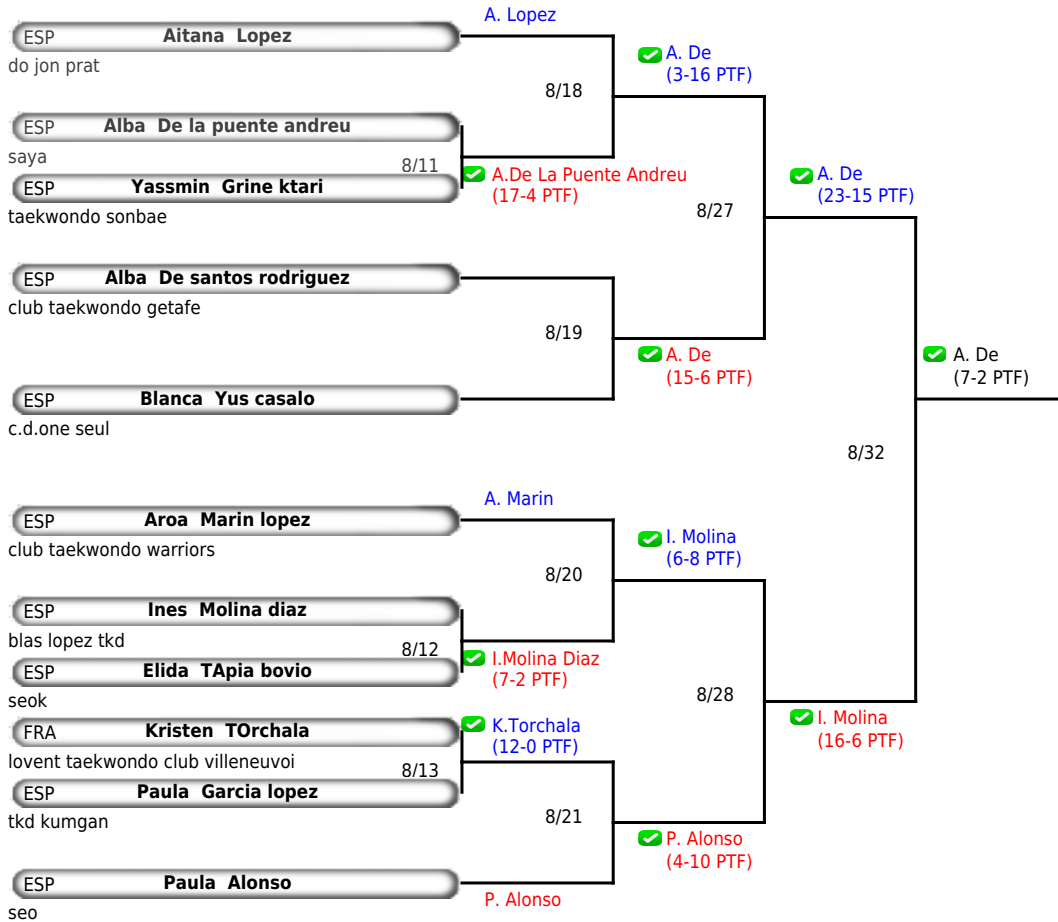 A. Lopez
ESP Aitana Lopez
do jon prat
A. De
(3-16 PTF)
8/18
ESP Alba De la puente andreu
saya
8/11
A.De La Puente Andreu
(17-4 PTF)
ESP Yassmin Grine ktari
taekwondo sonbae
A. De
(23-15 PTF)
8/27
ESP Alba De santos rodriguez
club taekwondo getafe
8/19
A. De
(15-6 PTF)
A. De
(7-2 PTF)
ESP Blanca Yus casalo
c.d.one seul
8/32
A. Marin
ESP Aroa Marin lopez
club taekwondo warriors
I. Molina
(6-8 PTF)
8/20
ESP Ines Molina diaz
blas lopez tkd
8/12
I.Molina Diaz
(7-2 PTF)
ESP Elida TApia bovio
seok
8/28
I. Molina
(16-6 PTF)
FRA Kristen TOrchala
K.Torchala
(12-0 PTF)
lovent taekwondo club villeneuvoi
8/13
ESP Paula Garcia lopez
tkd kumgan
8/21
P. Alonso
(4-10 PTF)
ESP Paula Alonso
P. Alonso
seo